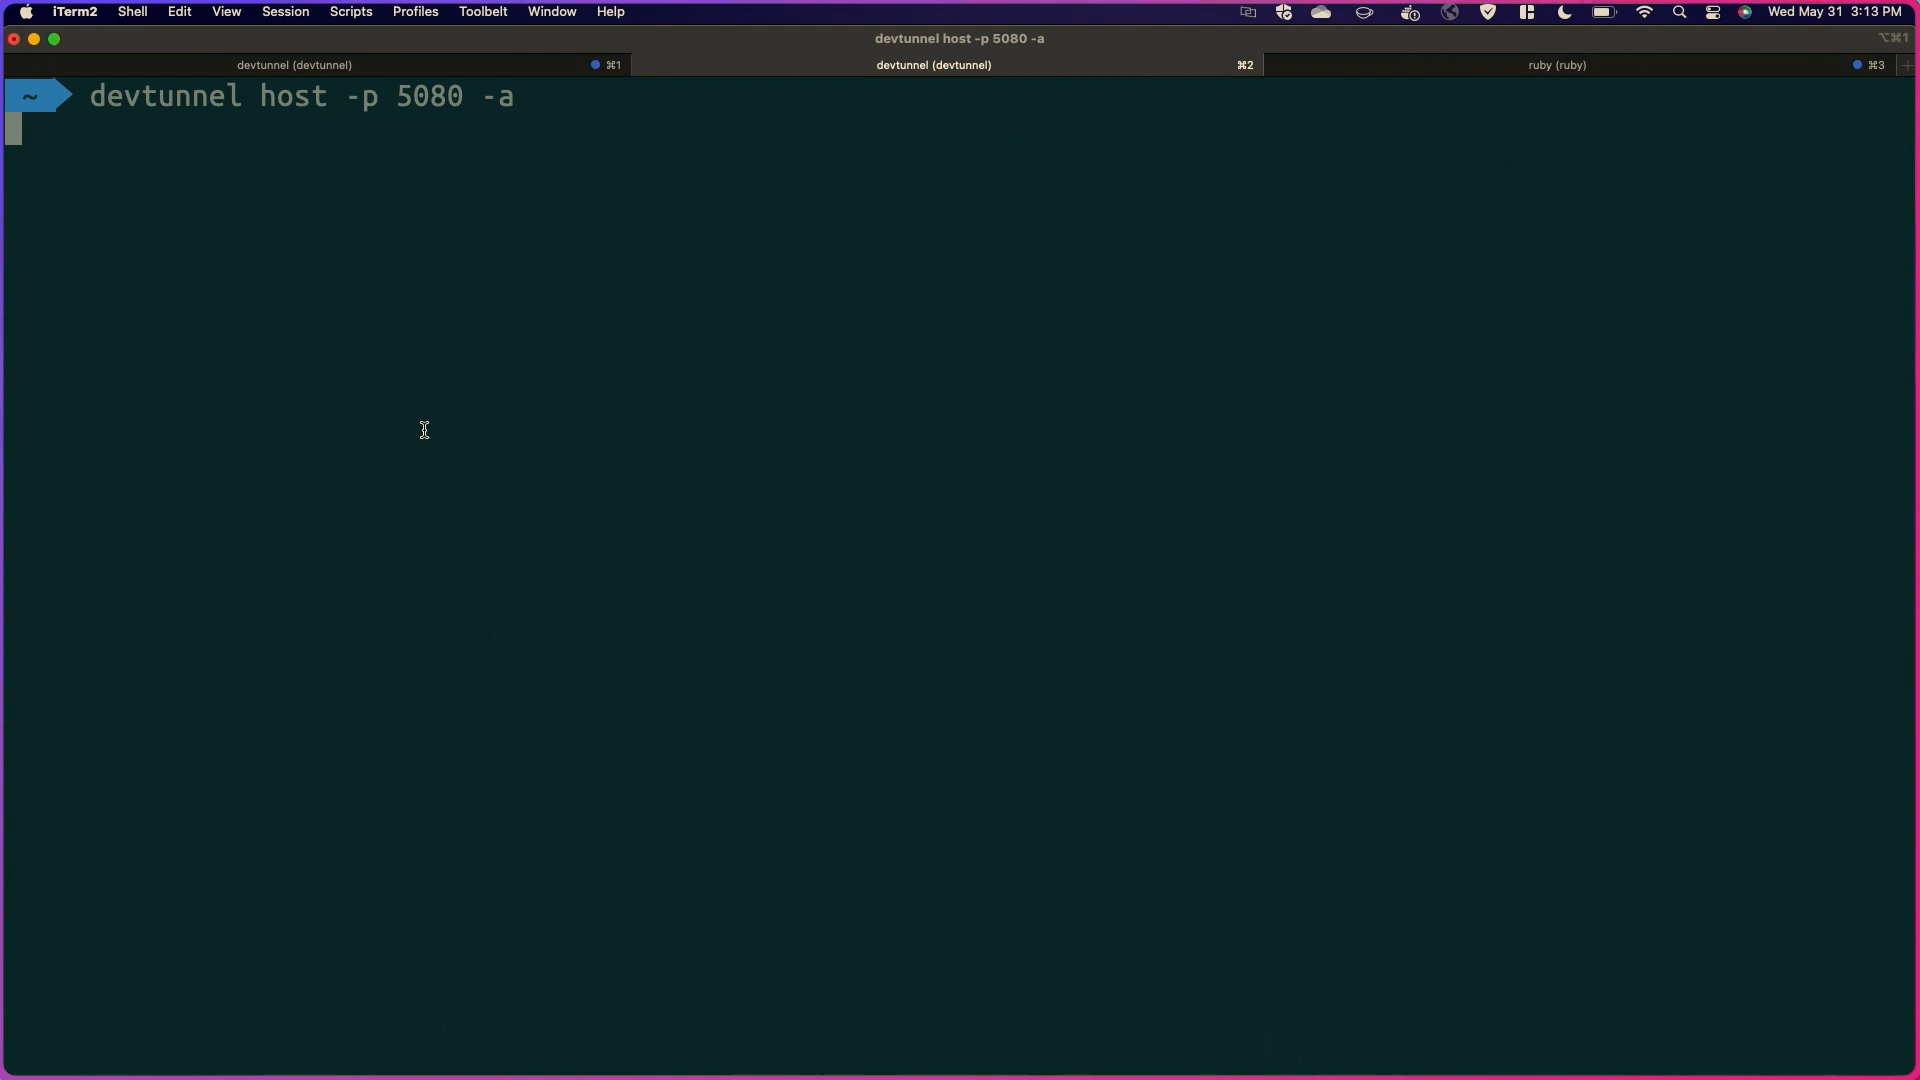 iTerm2 Shell Edit View Session Scripts Profiles Toolbelt Window Help Wed May 31 3:13 PM
devtunnel host -p 5080 -a ⌥⌘1
devtunnel (devtunnel) ⌘1 devtunnel (devtunnel) ⌘2 ruby (ruby) ⌘3
~ devtunnel host -p 5080 -a